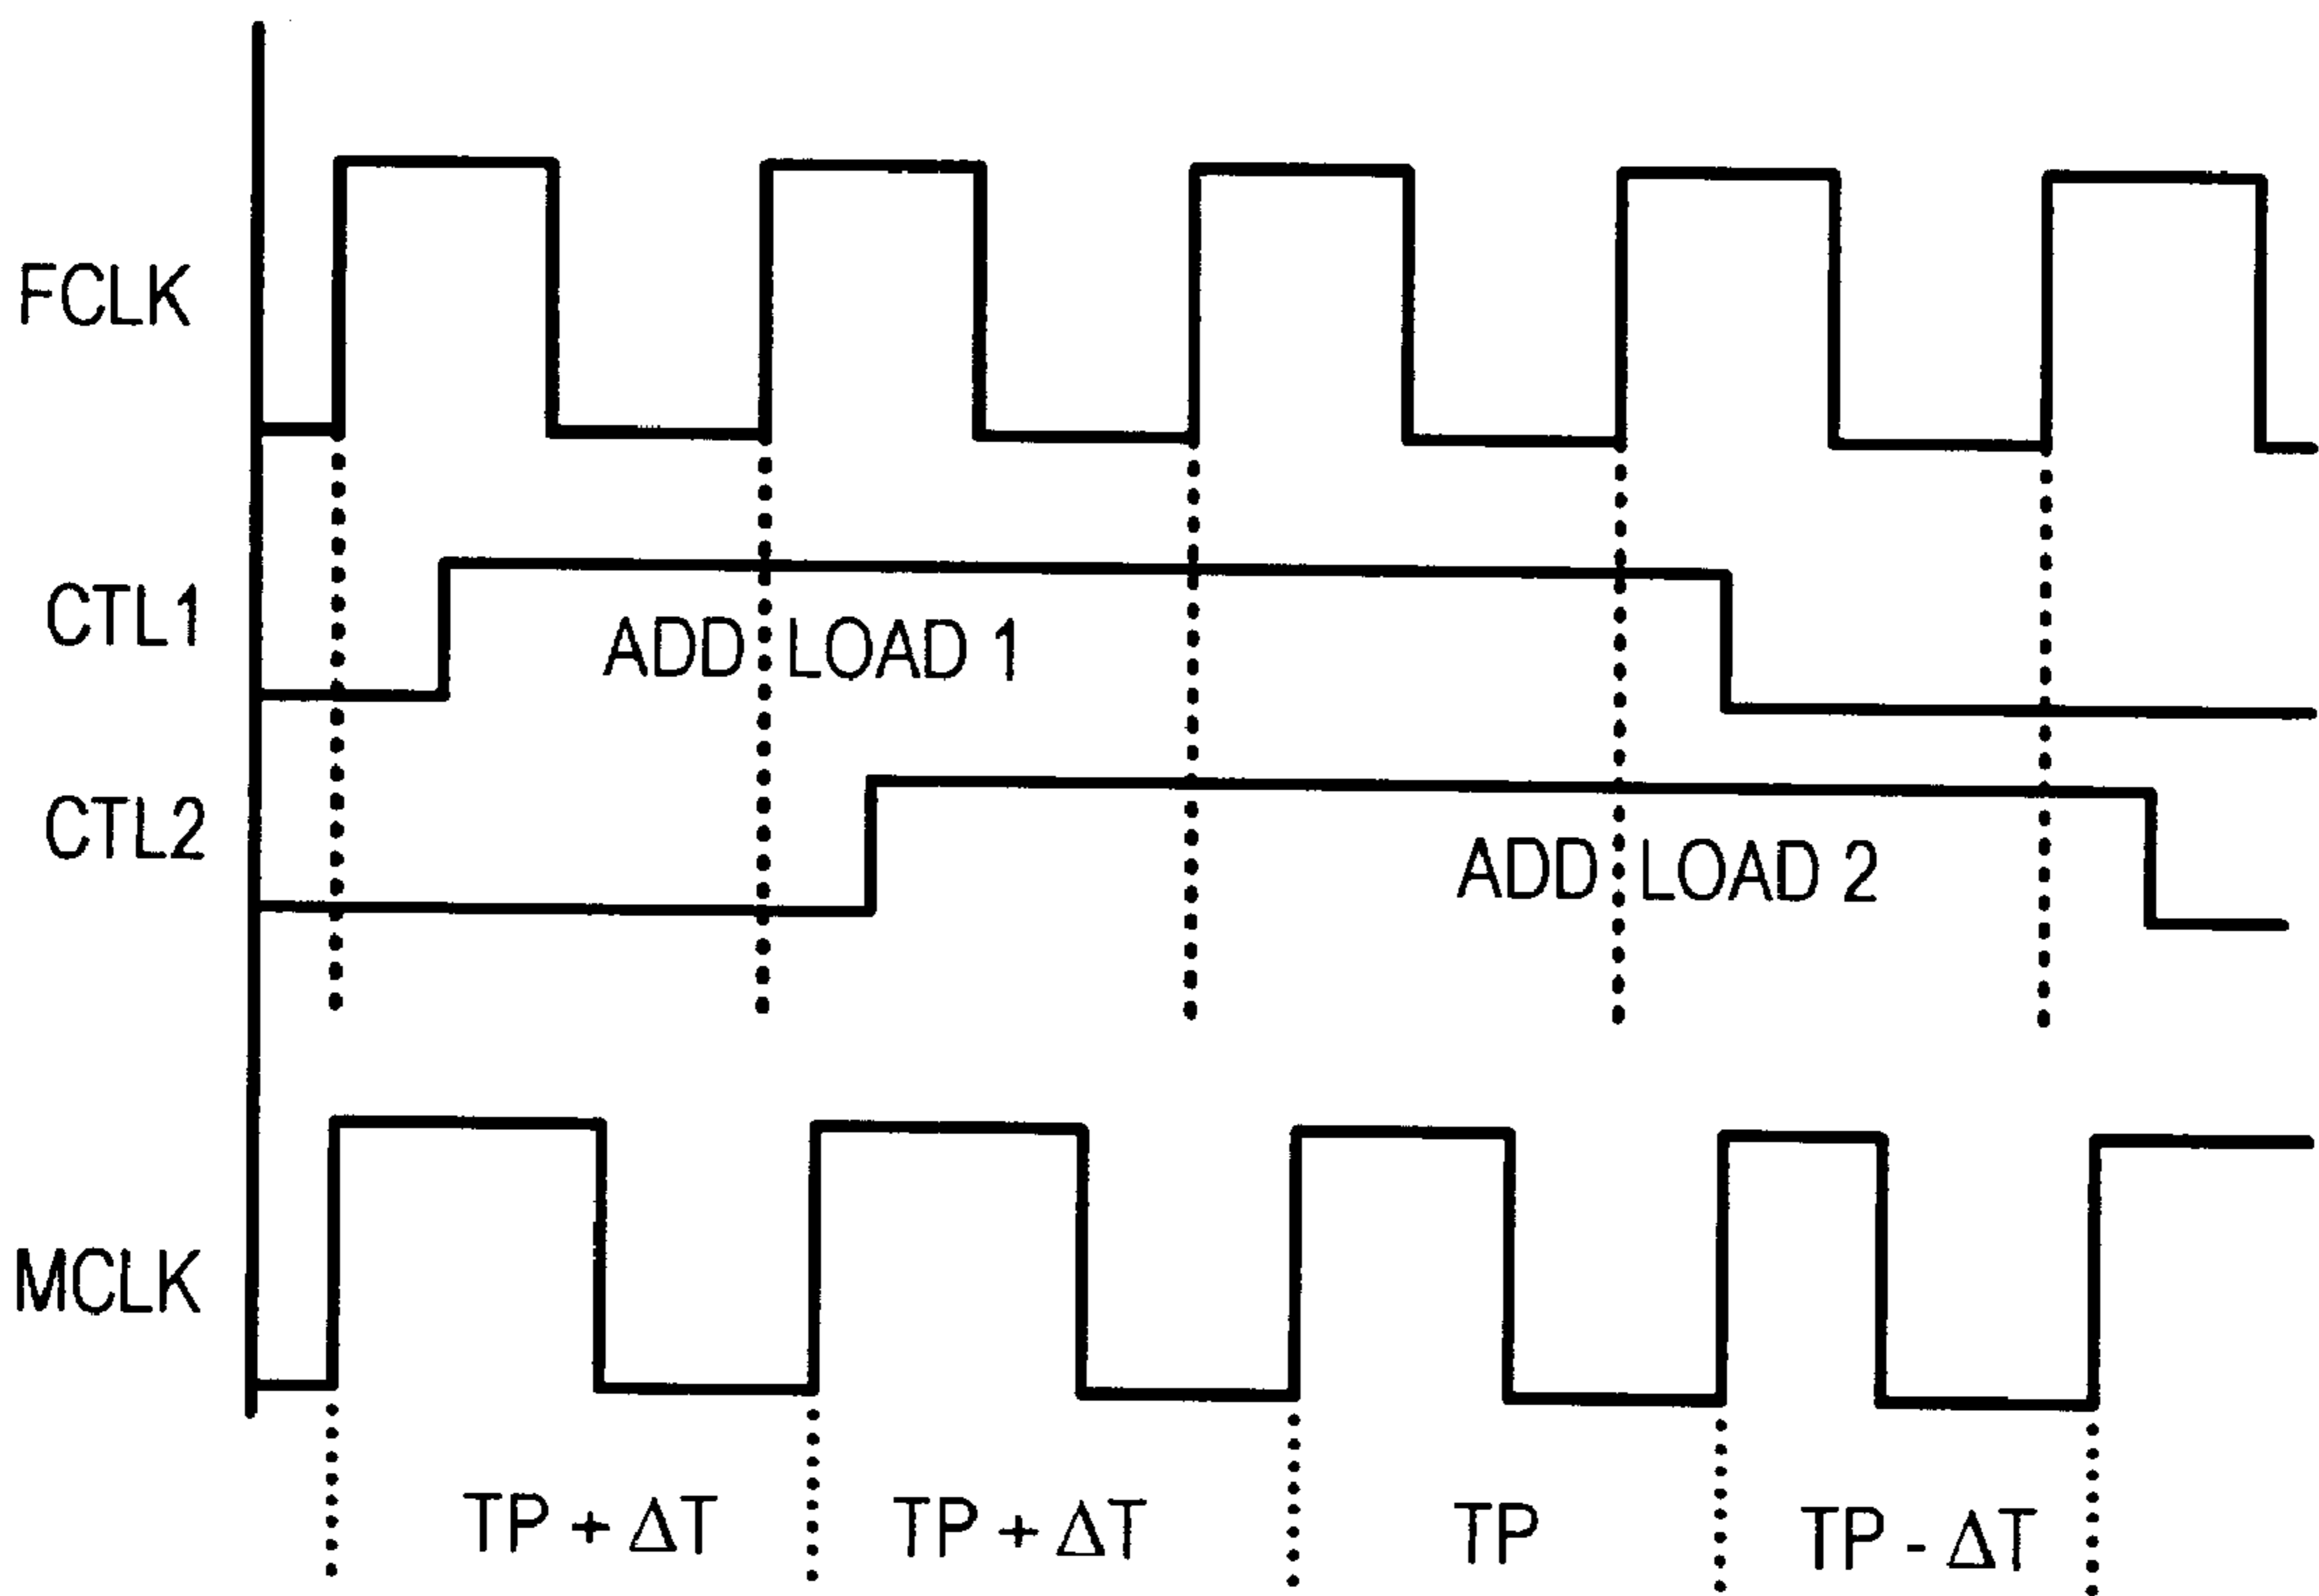 FCLK
CTL1
ADD LOAD 1
CTL2
ADD LOAD 2
MCLK
TP + ΔT TP + ΔT TP TP - ΔT